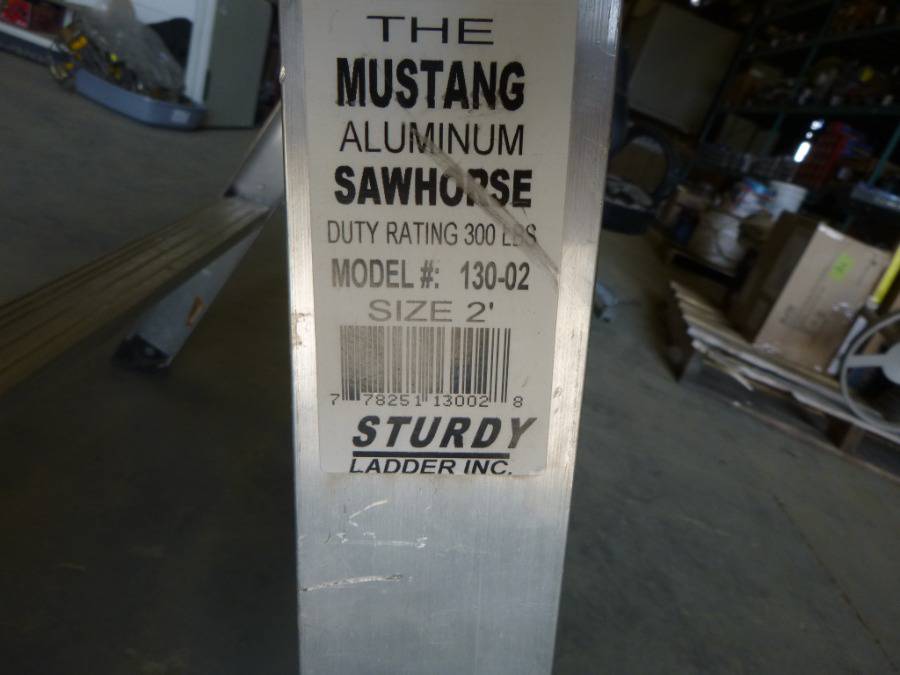 THE
MUSTANG
ALUMINUM
SAWHORSE
DUTY RATING 300 LBS
MODEL #: 130-02
SIZE 2'
7 78251 13002 8
STURDY
LADDER INC.